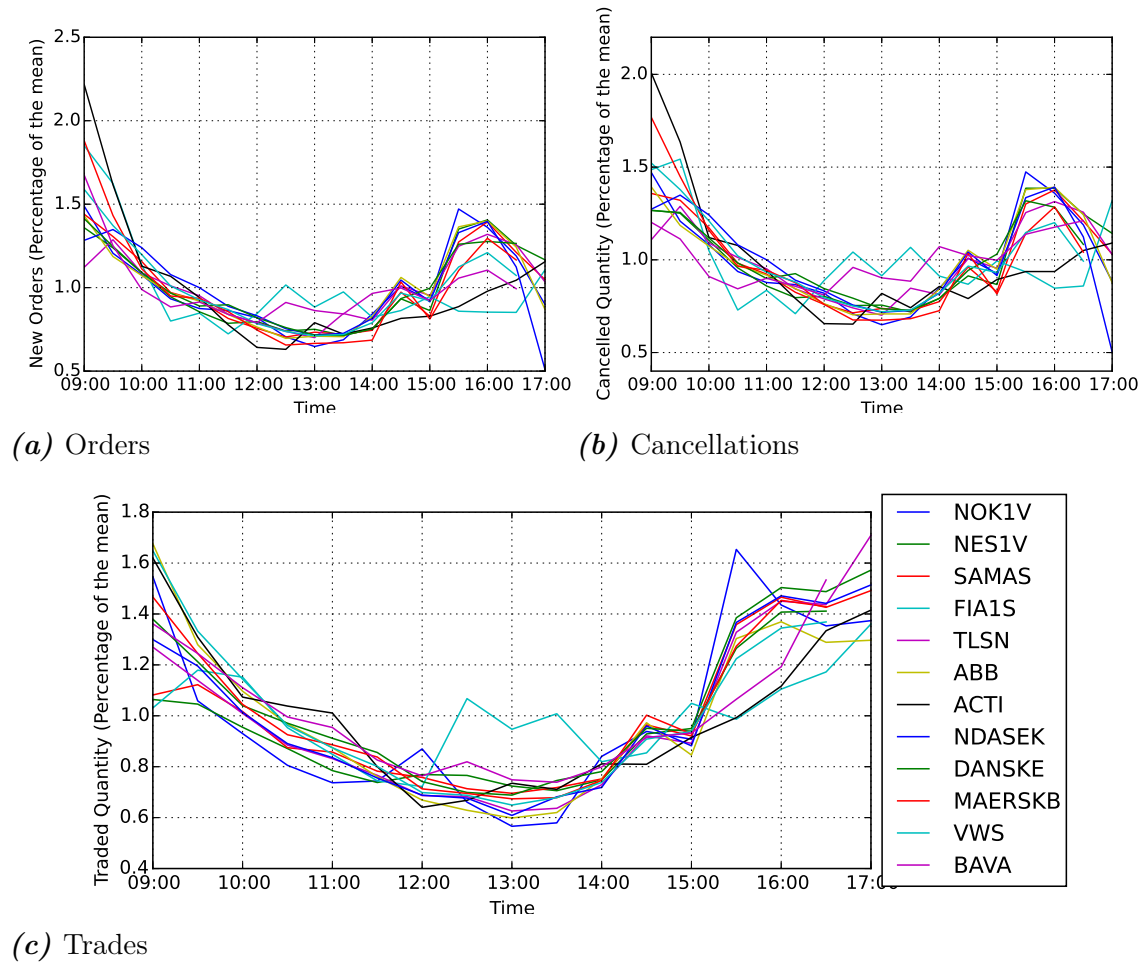 New Orders (Percentage of the mean)
2.5
2.0
1.5
1.0
0.5
09:00 10:00 11:00 12:00 13:00 14:00 15:00 16:00 17:00
Time
(a) Orders
Cancelled Quantity (Percentage of the mean)
2.0
1.5
1.0
0.5
09:00 10:00 11:00 12:00 13:00 14:00 15:00 16:00 17:00
Time
(b) Cancellations
Traded Quantity (Percentage of the mean)
1.8
1.6
1.4
1.2
1.0
0.8
0.6
0.4
09:00 10:00 11:00 12:00 13:00 14:00 15:00 16:00 17:00
Time
NOK1V
NES1V
SAMAS
FIA1S
TLSN
ABB
ACTI
NDASEK
DANSKE
MAERSKB
VWS
BAVA
(c) Trades